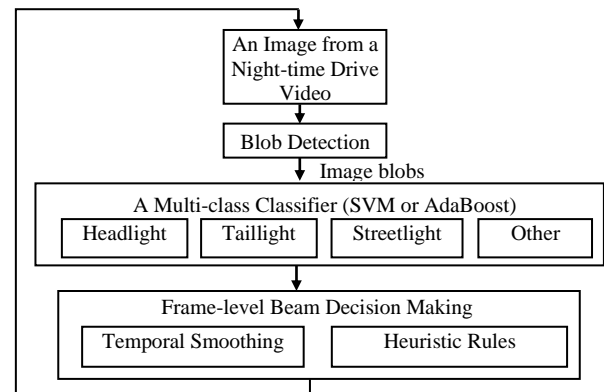 An Image from a
Night-time Drive
Video
Blob Detection
Image blobs
A Multi-class Classifier (SVM or AdaBoost)
Headlight
Taillight
Streetlight
Other
Frame-level Beam Decision Making
Temporal Smoothing
Heuristic Rules